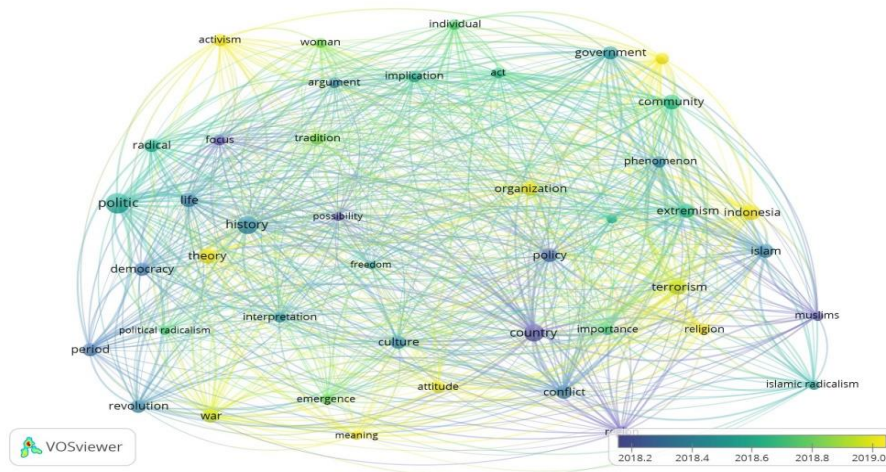 individual
activism
woman
government
argument
implication
act
community
radical
focus
tradition
phenomenon
organization
politic
life
extremism
indonesia
possibility
history
theory
policy
islam
democracy
freedom
terrorism
interpretation
muslims
political radicalism
country
importance
religion
culture
period
attitude
conflict
islamic radicalism
emergence
revolution
war
meaning
VOSviewer
2018.2 2018.4 2018.6 2018.8 2019.0